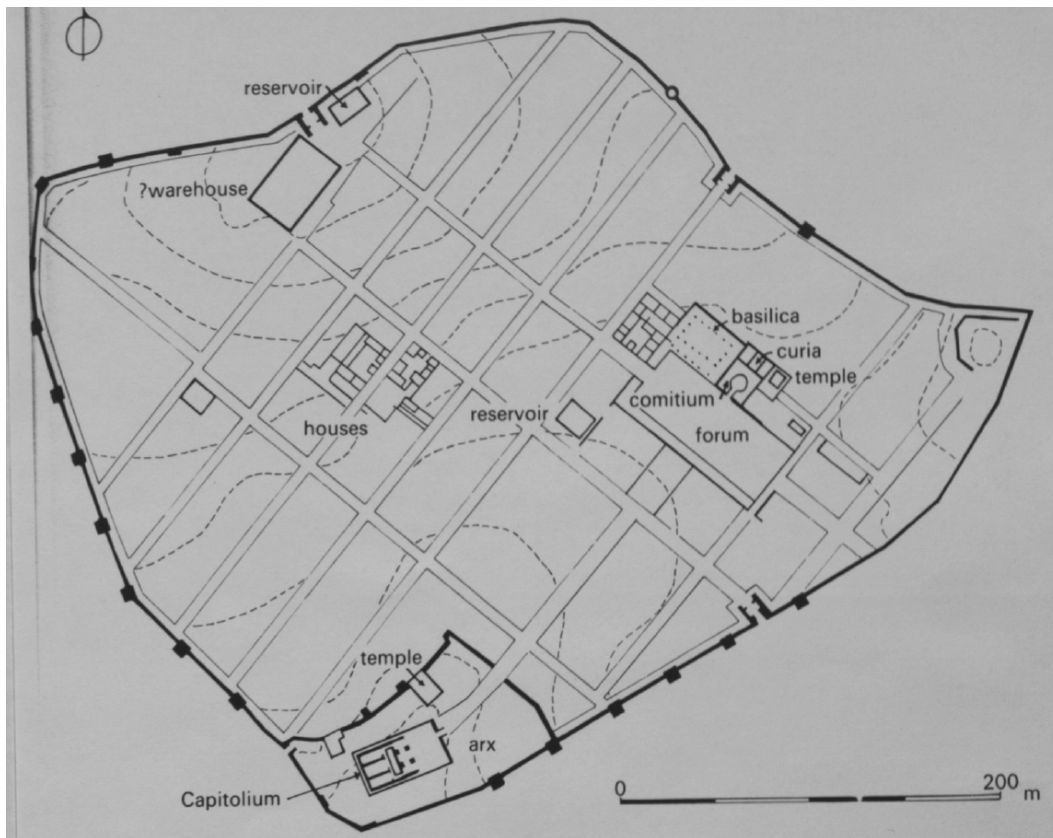 reservoir
?warehouse
basilica
curia
temple
comitium
reservoir
houses
forum
temple
arx
Capitolium
0
200
m